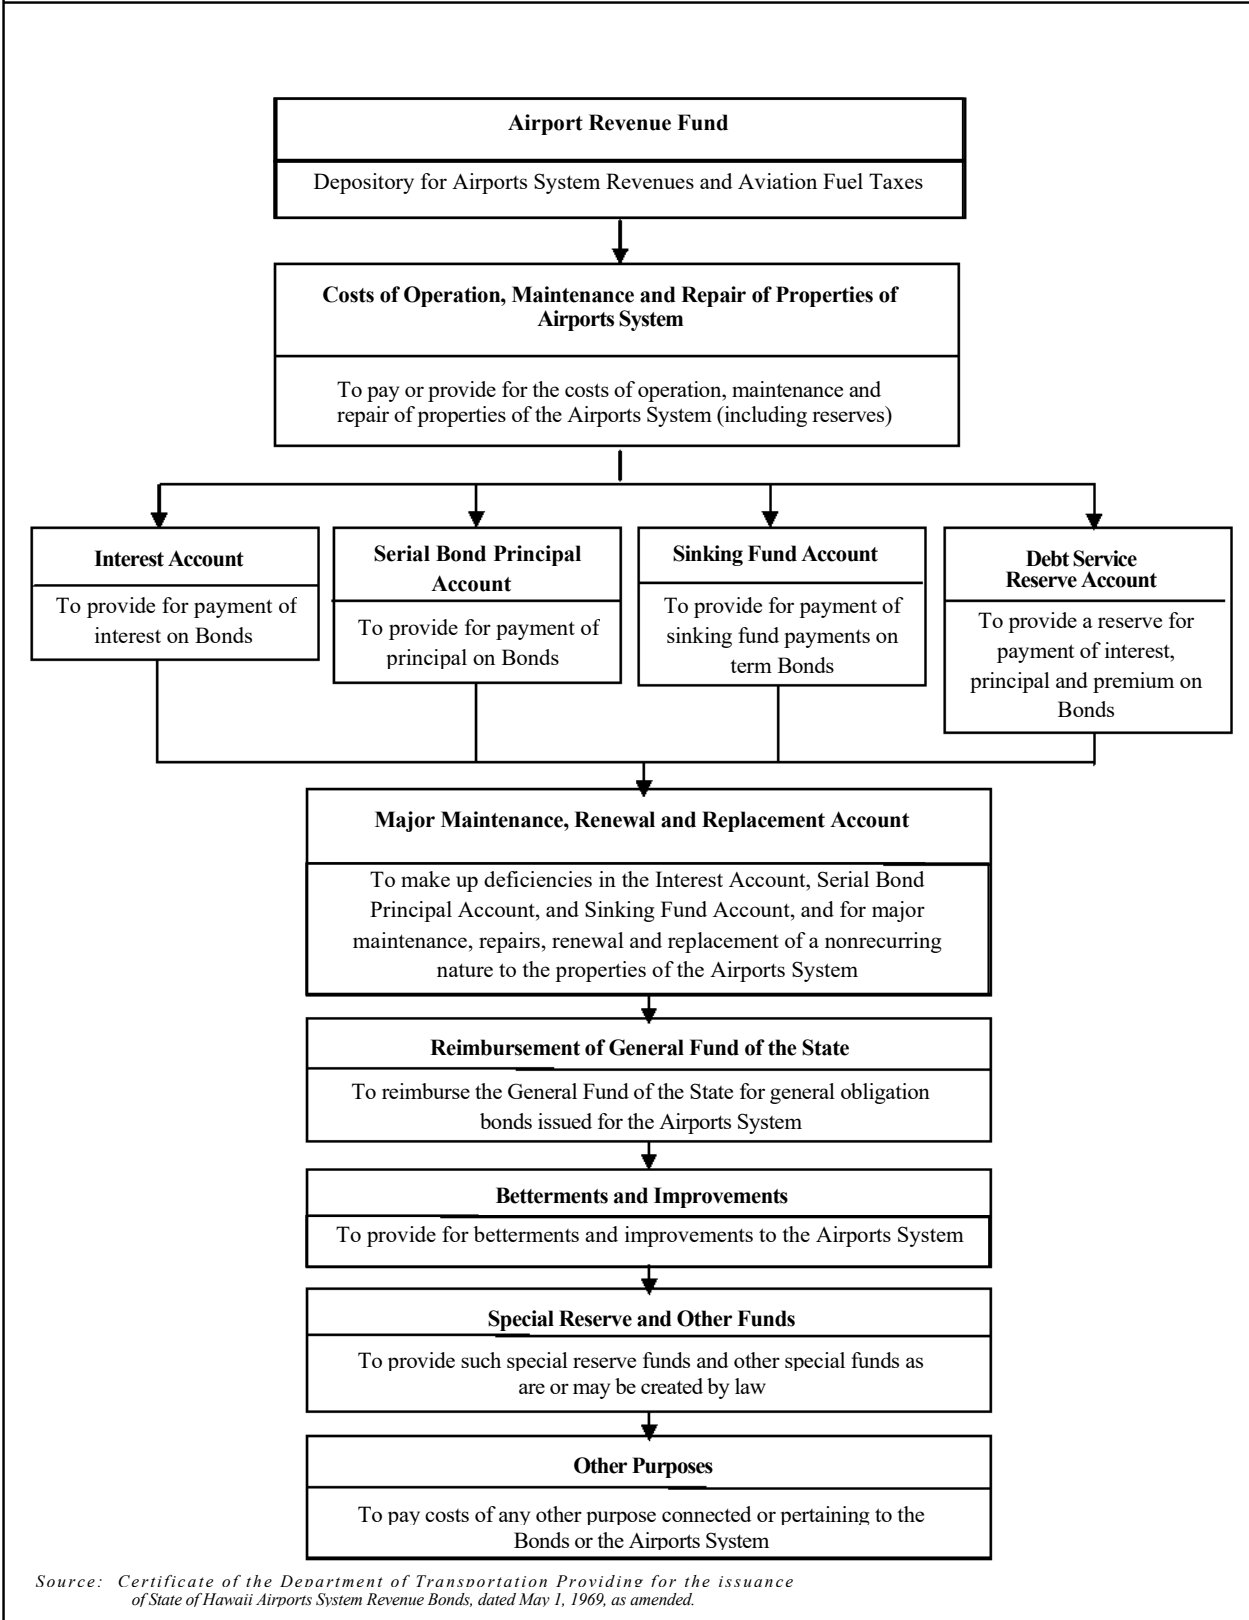 Airport Revenue Fund
Depository for Airports System Revenues and Aviation Fuel Taxes
Costs of Operation, Maintenance and Repair of Properties of
Airports System
To pay or provide for the costs of operation, maintenance and
repair of properties of the Airports System (including reserves)
Interest Account
To provide for payment of
interest on Bonds
Serial Bond Principal
Account
To provide for payment of
principal on Bonds
Sinking Fund Account
To provide for payment of
sinking fund payments on
term Bonds
Debt Service
Reserve Account
To provide a reserve for
payment of interest,
principal and premium on
Bonds
Major Maintenance, Renewal and Replacement Account
To make up deficiencies in the Interest Account, Serial Bond
Principal Account, and Sinking Fund Account, and for major
maintenance, repairs, renewal and replacement of a nonrecurring
nature to the properties of the Airports System
Reimbursement of General Fund of the State
To reimburse the General Fund of the State for general obligation
bonds issued for the Airports System
Betterments and Improvements
To provide for betterments and improvements to the Airports System
Special Reserve and Other Funds
To provide such special reserve funds and other special funds as
are or may be created by law
Other Purposes
To pay costs of any other purpose connected or pertaining to the
Bonds or the Airports System
Source: Certificate of the Department of Transportation Providing for the issuance
of State of Hawaii Airports System Revenue Bonds, dated May 1, 1969, as amended.